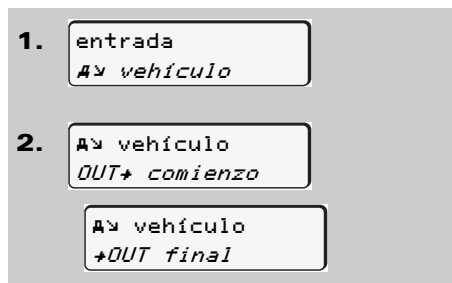 1. entrada
vehículo
2. vehículo
OUT+ comienzo
vehículo
+OUT final